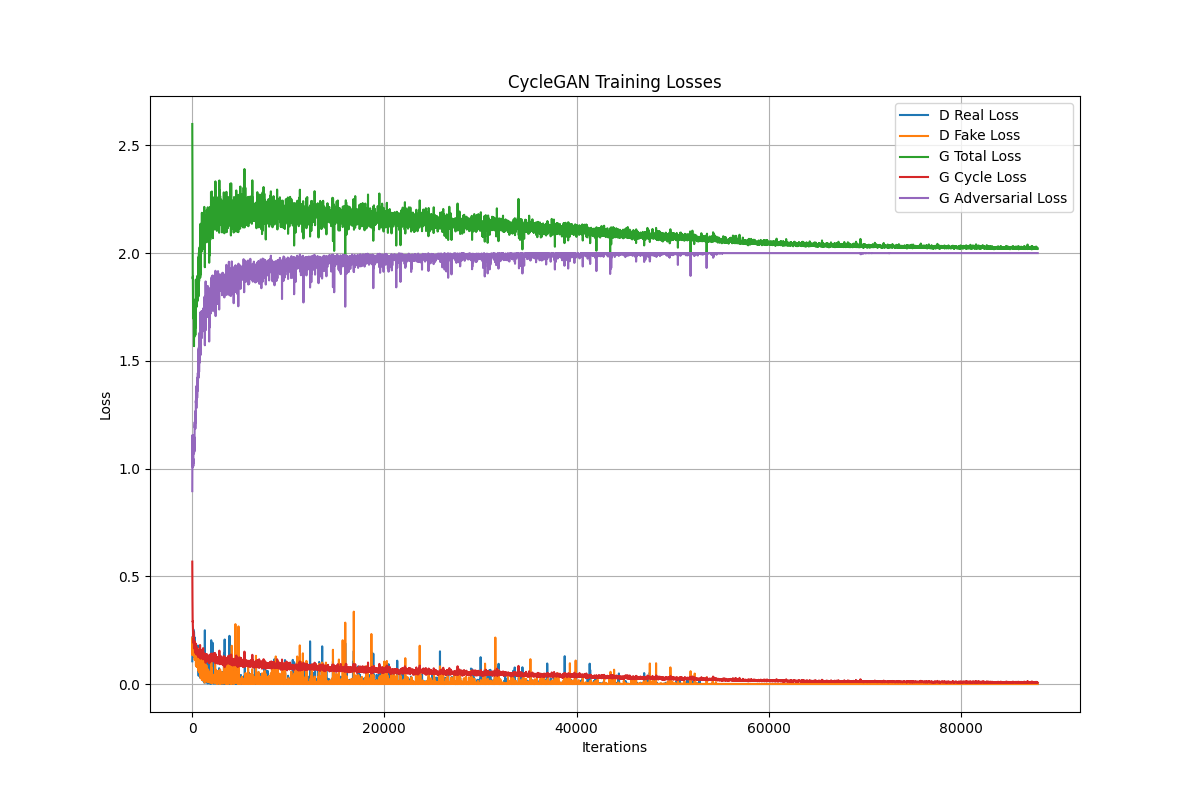 CycleGAN Training Losses
D Real Loss
D Fake Loss
G Total Loss
G Cycle Loss
G Adversarial Loss
2.5
2.0
1.5
1.0
0.5
0.0
Loss
0 20000 40000 60000 80000
Iterations